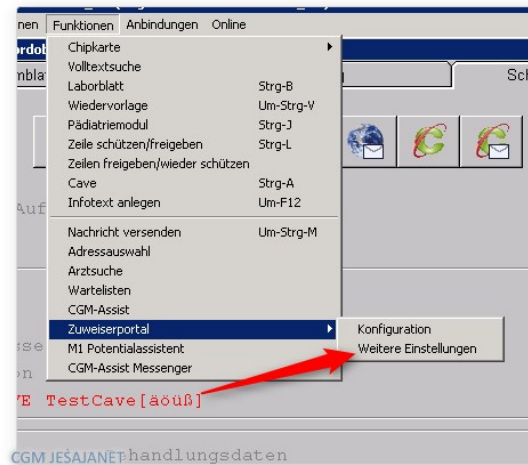 nen Funktionen Anbindungen Online
Chipkarte
Volltextsuche
Laborblatt Strg-B
Wiedervorlage Um-Strg-V
Pädiatriemodul Strg-J
Zeile schützen/freigeben Strg-L
Zeilen freigeben/wieder schützen
Cave Strg-A
Infotext anlegen Um-F12
Nachricht versenden Um-Strg-M
Adressauswahl
Arztsuche
Wartelisten
CGM-Assist
Zuweiserportal
Konfiguration
M1 Potentialassistent
Weitere Einstellungen
CGM-Assist Messenger
VE TestCave[äöüß]
CGM JESAJANET handlungsdaten